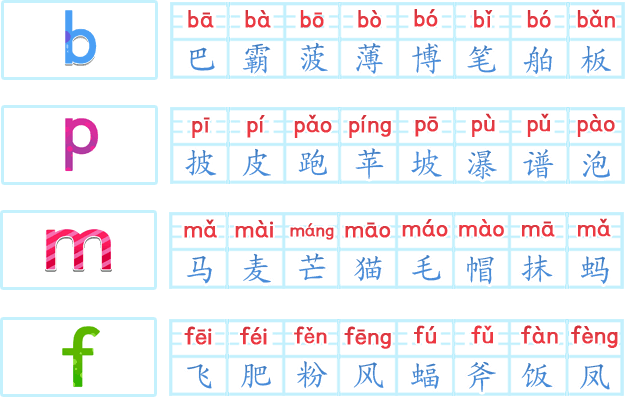 b
bā bà bō bò bó bǐ bó bǎn
巴 霸 菠 薄 博 笔 舶 板
p
pī pí pǎo píng pō pù pǔ pào
披 皮 跑 苹 坡 瀑 谱 泡
m
mǎ mài máng māo máo mào mā mǎ
马 麦 芒 猫 毛 帽 抹 蚂
f
fēi féi fěn fēng fú fǔ fàn fèng
飞 肥 粉 风 蝠 斧 饭 凤